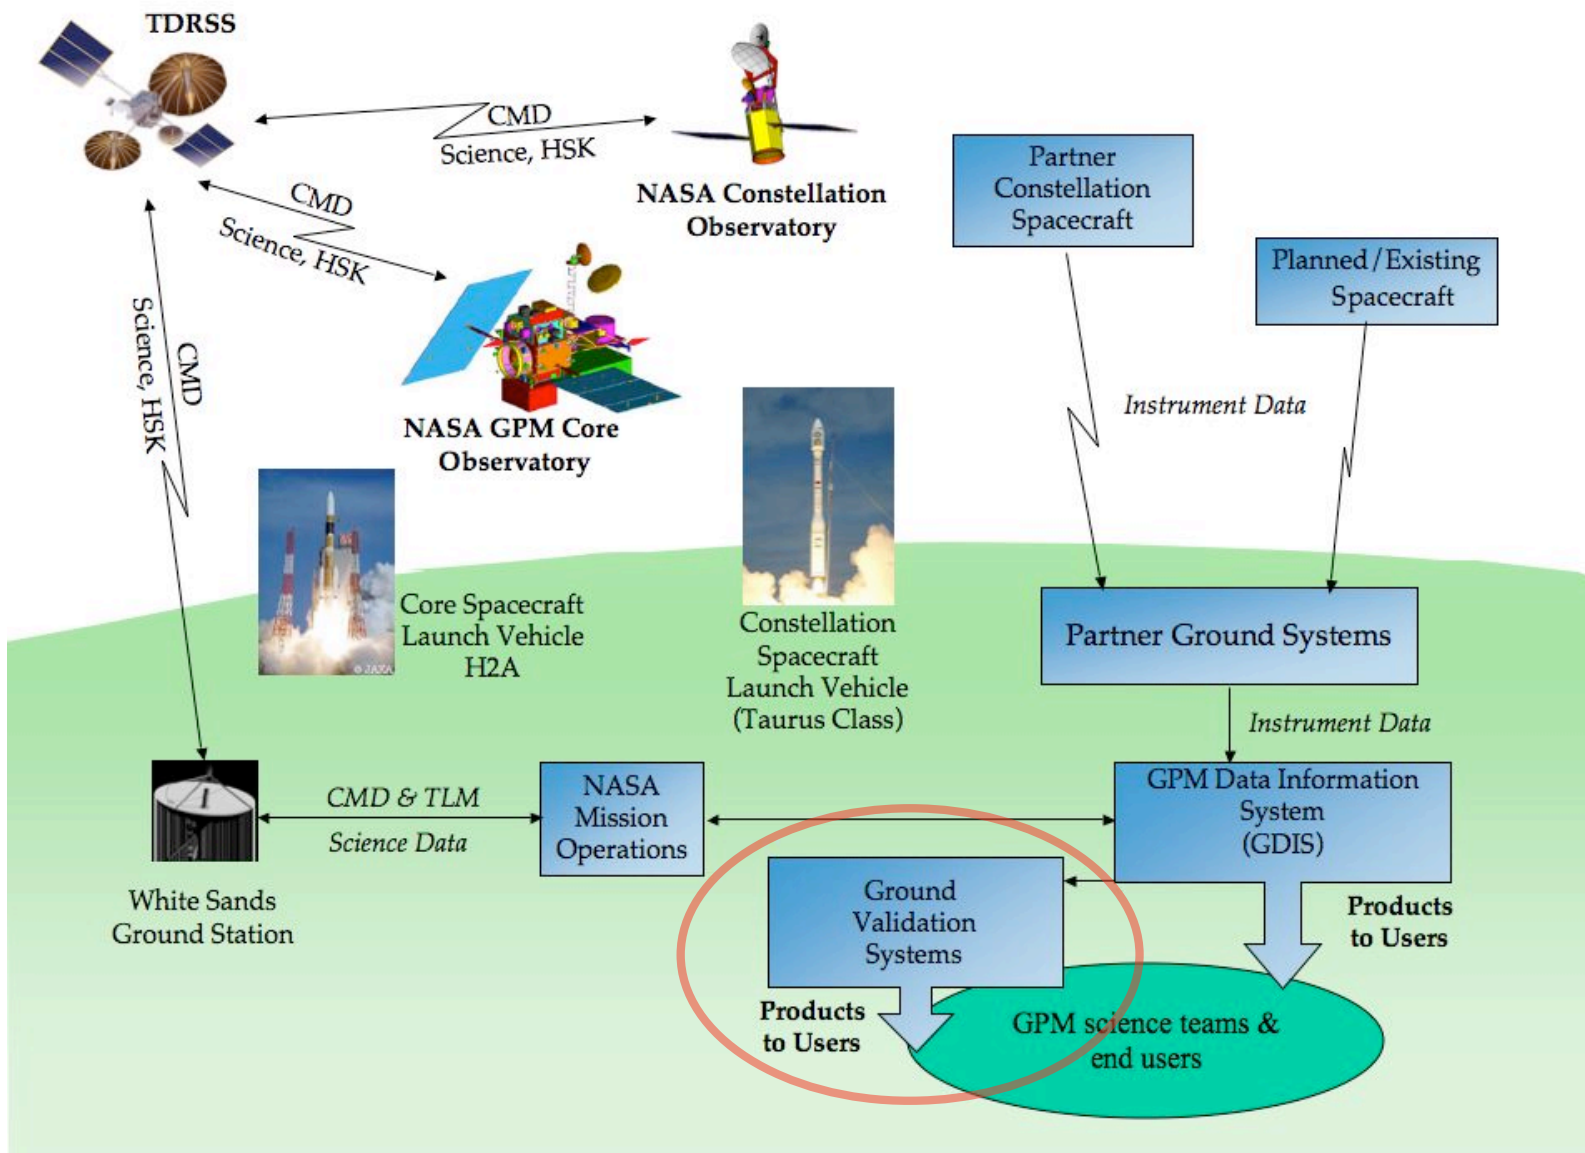 TDRSS
CMD
Science, HSK
NASA Constellation
Observatory
CMD
Science, HSK
NASA GPM Core
Observatory
CMD
Science, HSK
Partner
Constellation
Spacecraft
Planned/Existing
Spacecraft
Instrument Data
© JAXA
Core Spacecraft
Launch Vehicle
H2A
Constellation
Spacecraft
Launch Vehicle
(Taurus Class)
Partner Ground Systems
Instrument Data
White Sands
Ground Station
CMD & TLM
Science Data
NASA
Mission
Operations
GPM Data Information
System
(GDIS)
Ground
Validation
Systems
Products
to Users
Products
to Users
GPM science teams &
end users